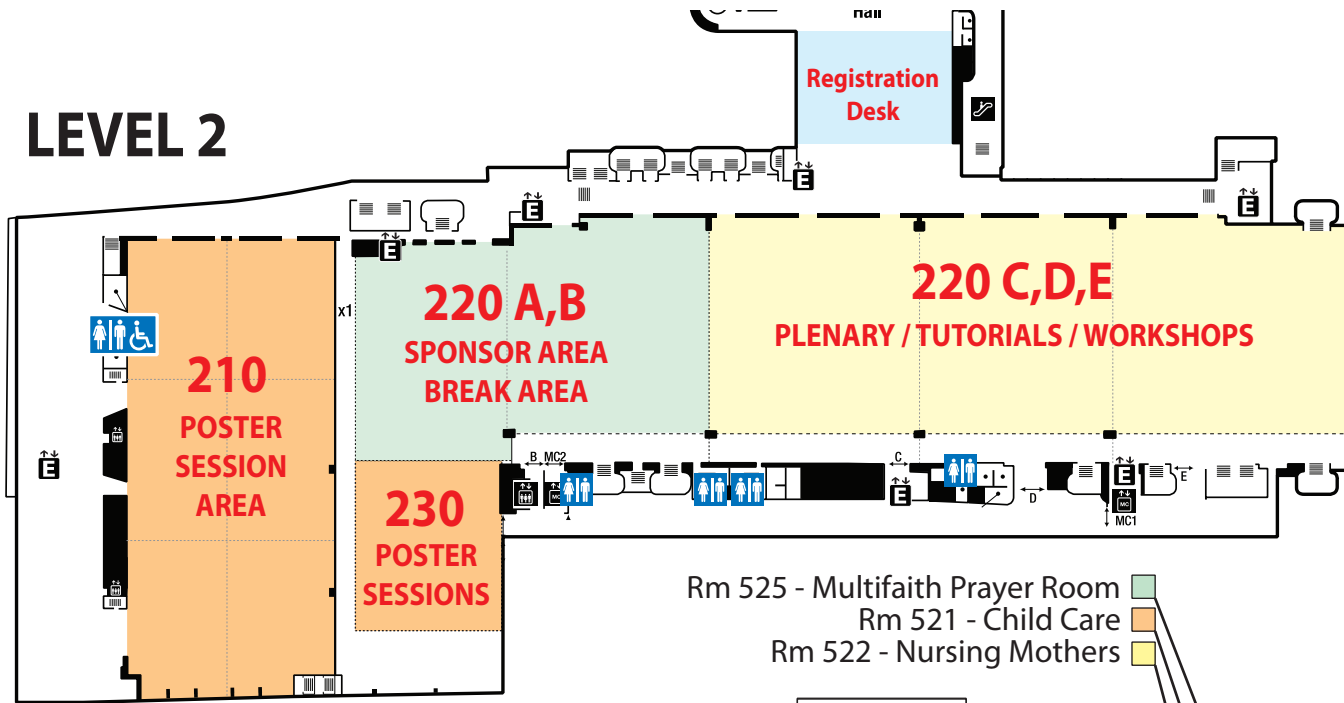 Hall
Registration
Desk
LEVEL 2
E
E
E
E
x1
220 A,B
SPONSOR AREA
BREAK AREA
220 C,D,E
PLENARY / TUTORIALS / WORKSHOPS
210
POSTER
SESSION
AREA
E
B
MC2
MC
C
E
D
E
MC
MC1
E
230
POSTER
SESSIONS
Rm 525 - Multifaith Prayer Room
Rm 521 - Child Care
Rm 522 - Nursing Mothers